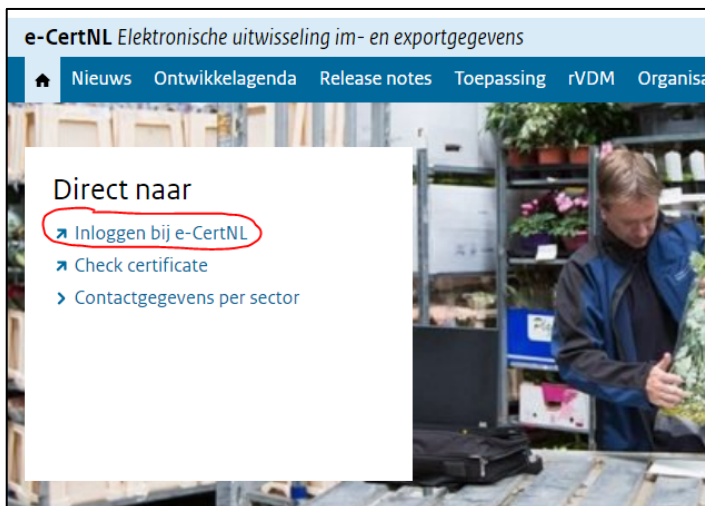 e-CertNL Elektronische uitwisseling im- en exportgegevens
Nieuws Ontwikkelagenda Release notes Toepassing rVDM Organisa
Direct naar
Inloggen bij e-CertNL
Check certificate
Contactgegevens per sector